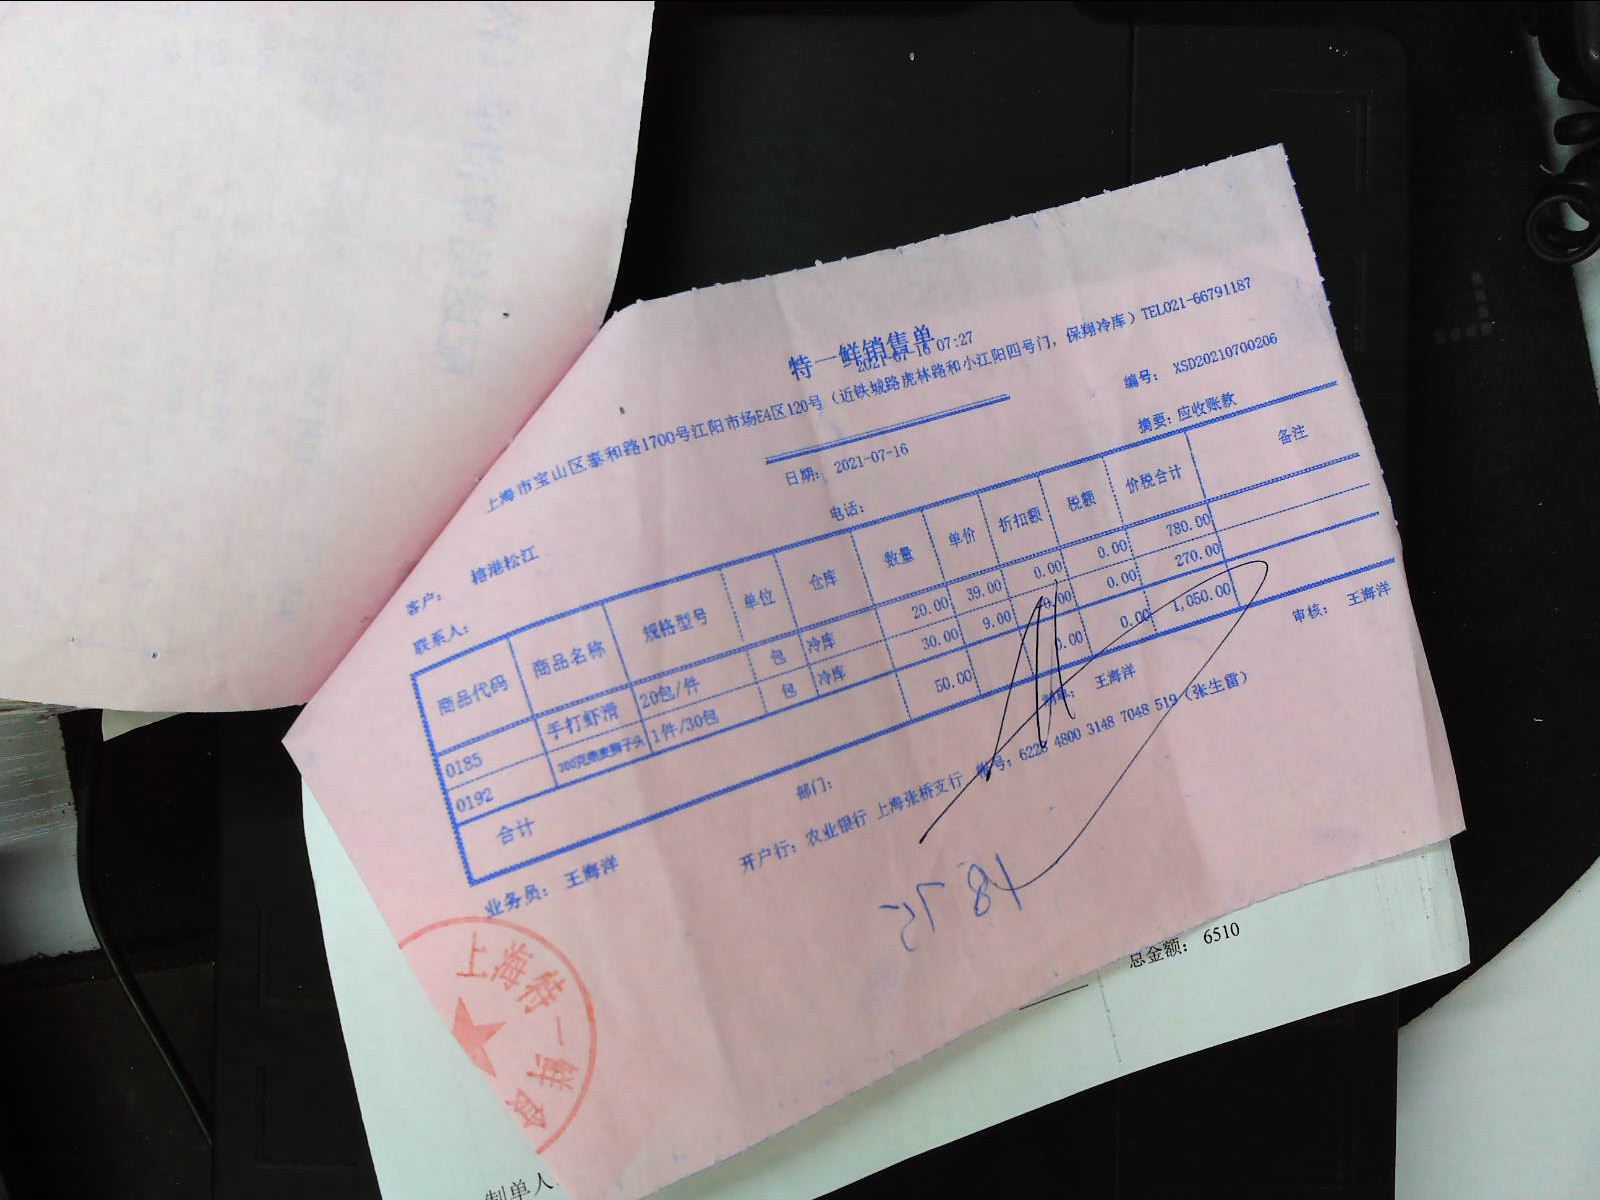 特一鲜销售单
2021-07-16 07:27
上海市宝山区泰和路1700号江阳市场E4区120号（近铁城路虎林路和小江阳四号门，保翔冷库）TEL021-66791187
编号： XSD20210700206
日期： 2021-07-16
摘要：应收账款
客户： 榕港松江
电话：
联系人：
商品代码 商品名称 规格型号 单位 仓库 数量 单价 折扣额 税额 价税合计 备注
0185 手打虾滑 20包/件 包 冷库 20.00 39.00 0.00 0.00 780.00
0192 1件/30包 包 冷库 30.00 9.00 0.00 0.00 270.00
合计 50.00 0.00 0.00 1,050.00
业务员： 王海洋 部门： 制单： 王海洋 审核： 王海洋
开户行：农业银行 上海张桥支行 帐号：6228 4800 3148 7048 519（张生雷）
上海特一鲜
总金额： 6510
制单人